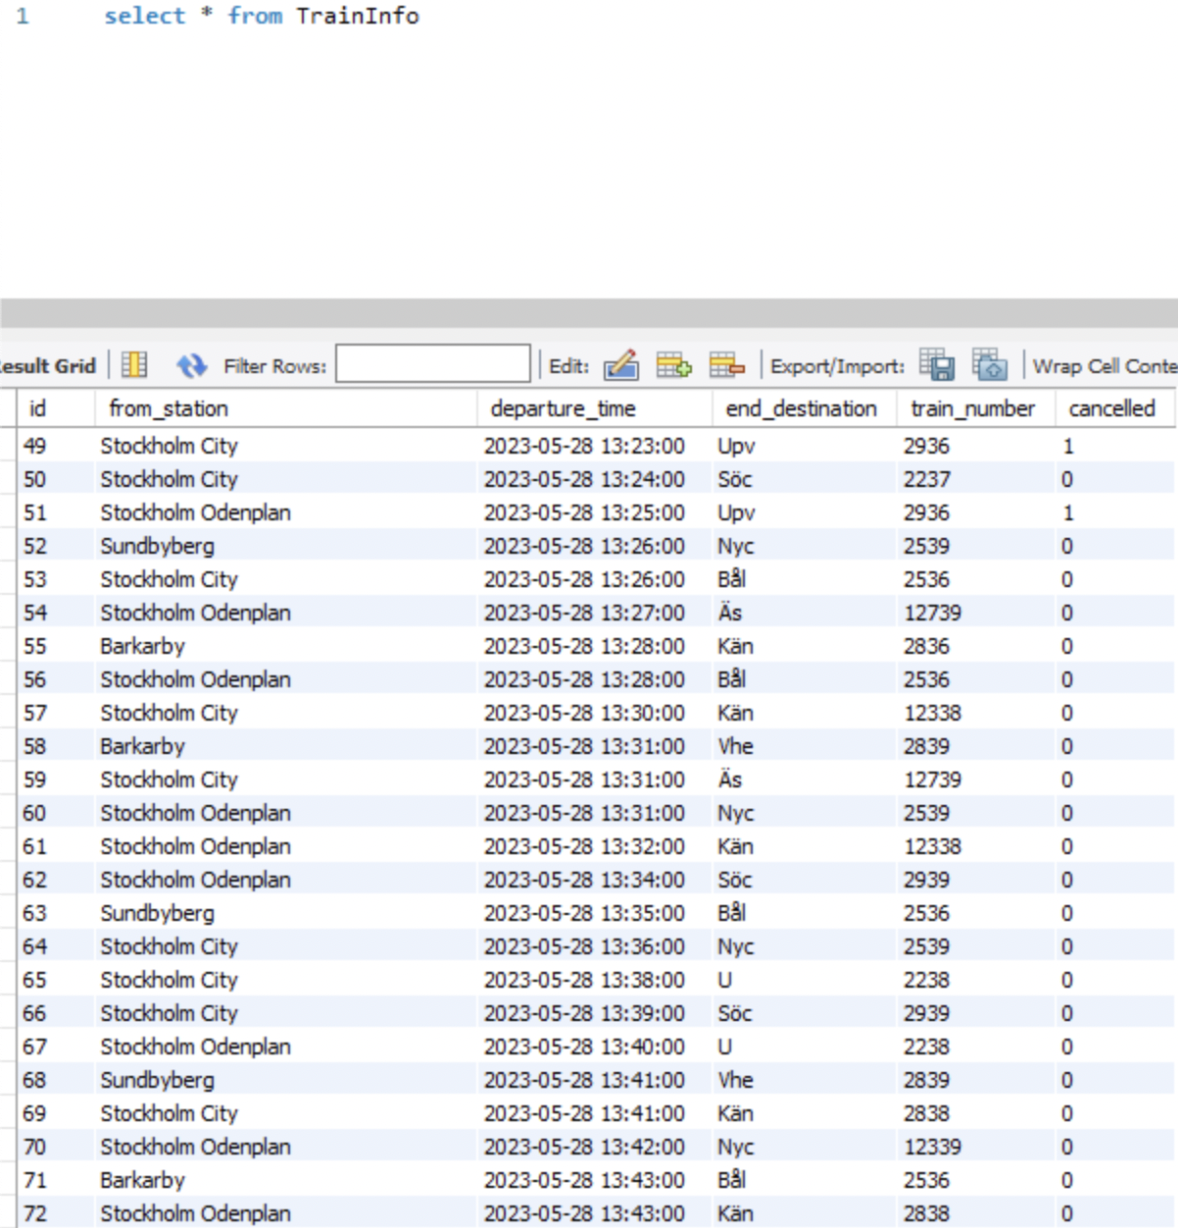 1 select * from TrainInfo
esult Grid Filter Rows: Edit: Export/Import: Wrap Cell Conte
id from_station departure_time end_destination train_number cancelled
49 Stockholm City 2023-05-28 13:23:00 Upv 2936 1
50 Stockholm City 2023-05-28 13:24:00 Söc 2237 0
51 Stockholm Odenplan 2023-05-28 13:25:00 Upv 2936 1
52 Sundbyberg 2023-05-28 13:26:00 Nyc 2539 0
53 Stockholm City 2023-05-28 13:26:00 Bål 2536 0
54 Stockholm Odenplan 2023-05-28 13:27:00 Äs 12739 0
55 Barkarby 2023-05-28 13:28:00 Kän 2836 0
56 Stockholm Odenplan 2023-05-28 13:28:00 Bål 2536 0
57 Stockholm City 2023-05-28 13:30:00 Kän 12338 0
58 Barkarby 2023-05-28 13:31:00 Vhe 2839 0
59 Stockholm City 2023-05-28 13:31:00 Äs 12739 0
60 Stockholm Odenplan 2023-05-28 13:31:00 Nyc 2539 0
61 Stockholm Odenplan 2023-05-28 13:32:00 Kän 12338 0
62 Stockholm Odenplan 2023-05-28 13:34:00 Söc 2939 0
63 Sundbyberg 2023-05-28 13:35:00 Bål 2536 0
64 Stockholm City 2023-05-28 13:36:00 Nyc 2539 0
65 Stockholm City 2023-05-28 13:38:00 U 2238 0
66 Stockholm City 2023-05-28 13:39:00 Söc 2939 0
67 Stockholm Odenplan 2023-05-28 13:40:00 U 2238 0
68 Sundbyberg 2023-05-28 13:41:00 Vhe 2839 0
69 Stockholm City 2023-05-28 13:41:00 Kän 2838 0
70 Stockholm Odenplan 2023-05-28 13:42:00 Nyc 12339 0
71 Barkarby 2023-05-28 13:43:00 Bål 2536 0
72 Stockholm Odenplan 2023-05-28 13:43:00 Kän 2838 0